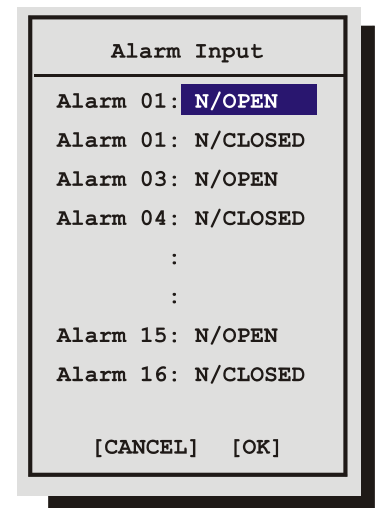 Alarm Input
Alarm 01: N/OPEN
Alarm 01: N/CLOSED
Alarm 03: N/OPEN
Alarm 04: N/CLOSED
:
:
Alarm 15: N/OPEN
Alarm 16: N/CLOSED
[CANCEL] [OK]